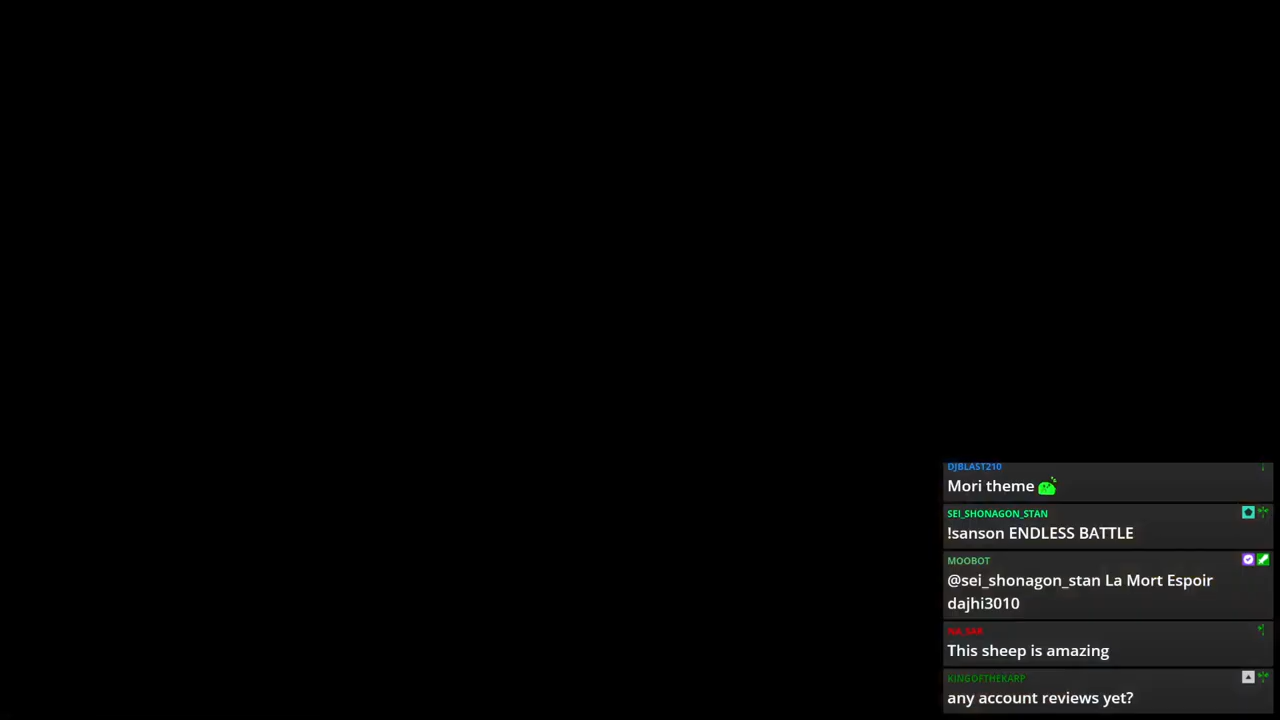 DJBLAST210
Mori theme
SEI_SHONAGON_STAN
!sanson ENDLESS BATTLE
MOOBOT
@sei_shonagon_stan La Mort Espoir
dajhi3010
This sheep is amazing
KINGOFTHEKARP
any account reviews yet?